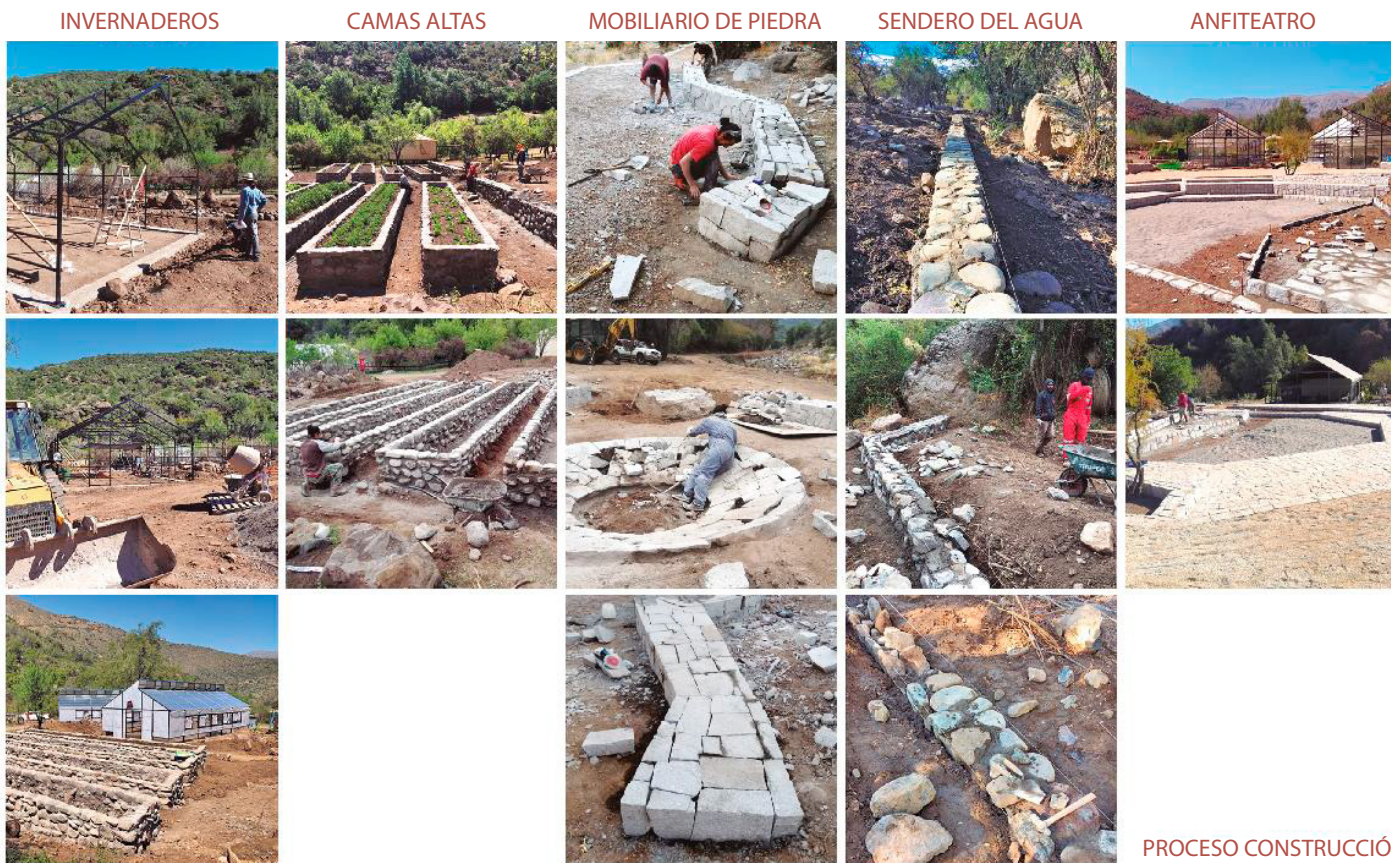 INVERNADEROS
CAMAS ALTAS
MOBILIARIO DE PIEDRA
SENDERO DEL AGUA
ANFITEATRO
PROCESO CONSTRUCCIÓ